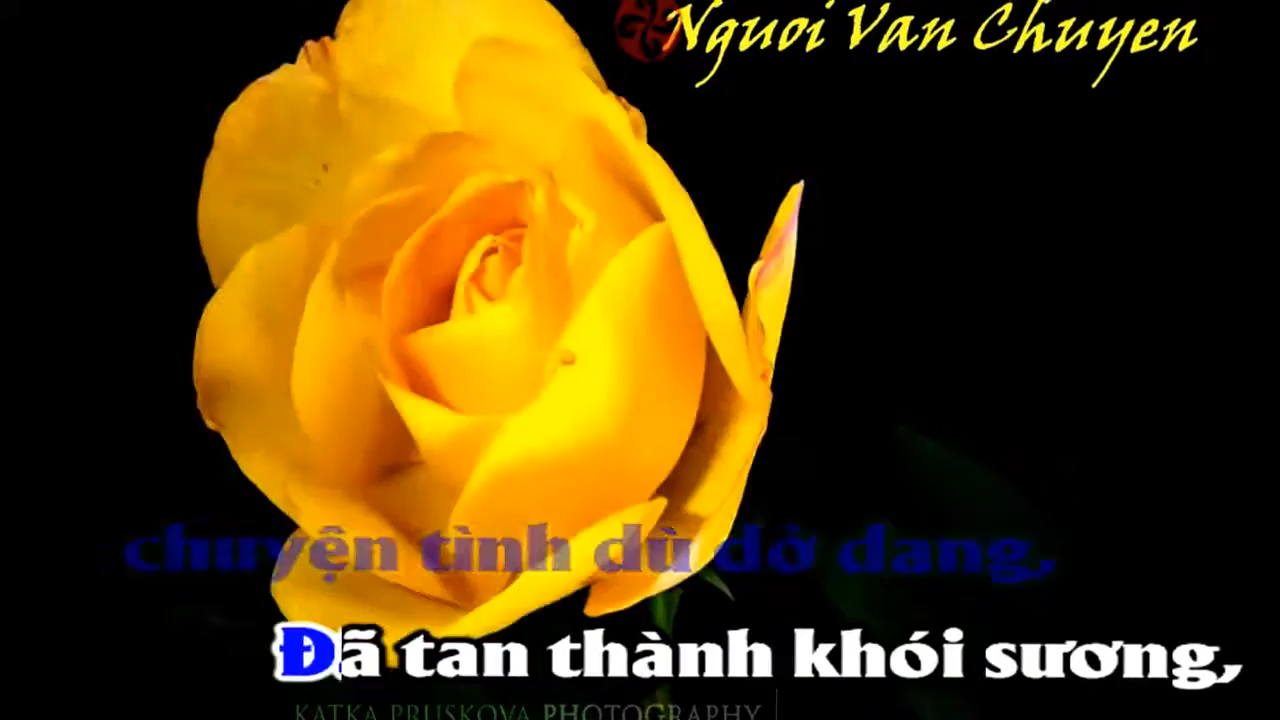 Nguoi Van Chuyen
chuyện tình dù dở dang,
Đã tan thành khói sương,
KATKA PRUSKOVA PHOTOGRAPHY